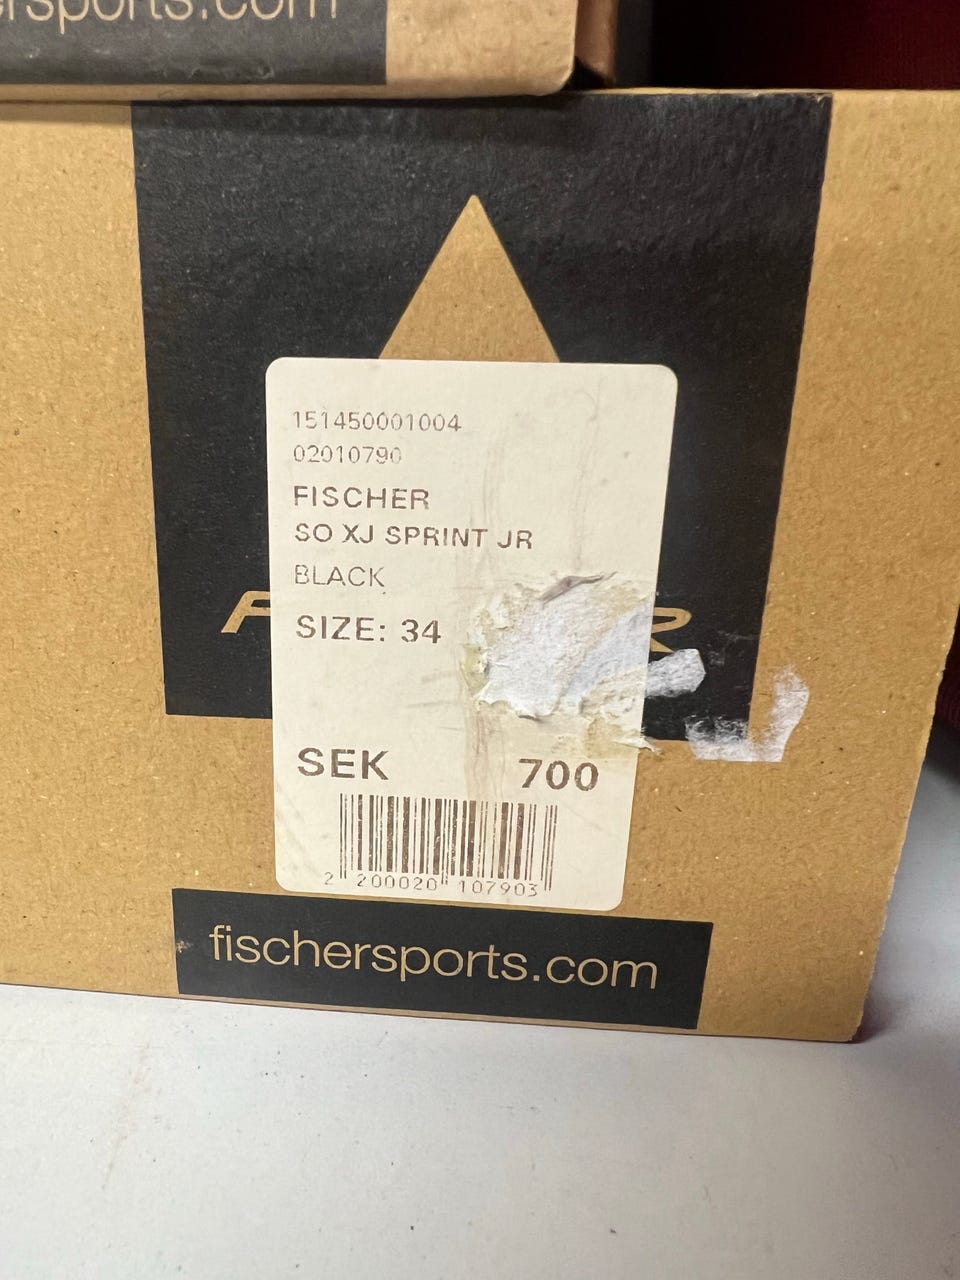 ersports.com
151450001004
02010790
FISCHER
SO XJ SPRINT JR
BLACK
SIZE: 34
SEK 700
2 200020 107903
fischersports.com